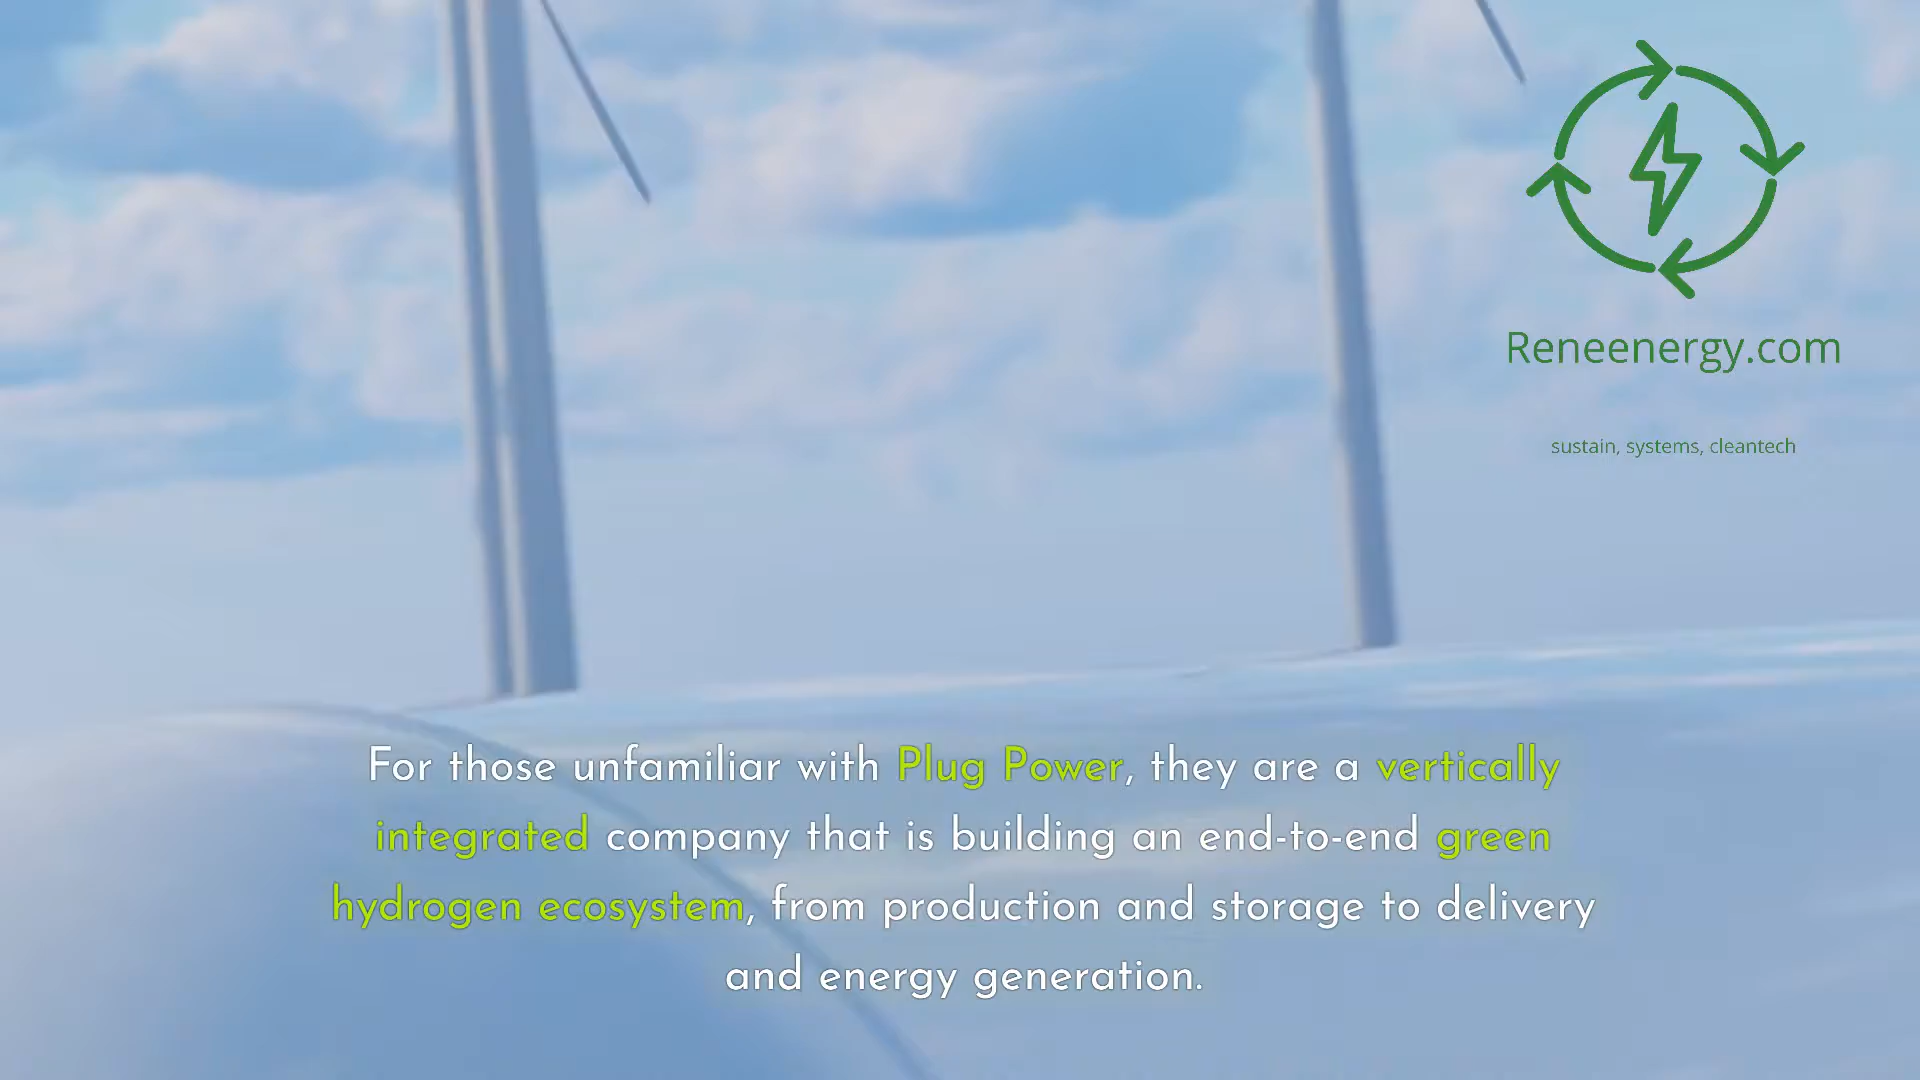 Reneenergy.com
sustain, systems, cleantech
For those unfamiliar with Plug Power, they are a vertically
integrated company that is building an end-to-end green
hydrogen ecosystem, from production and storage to delivery
and energy generation.